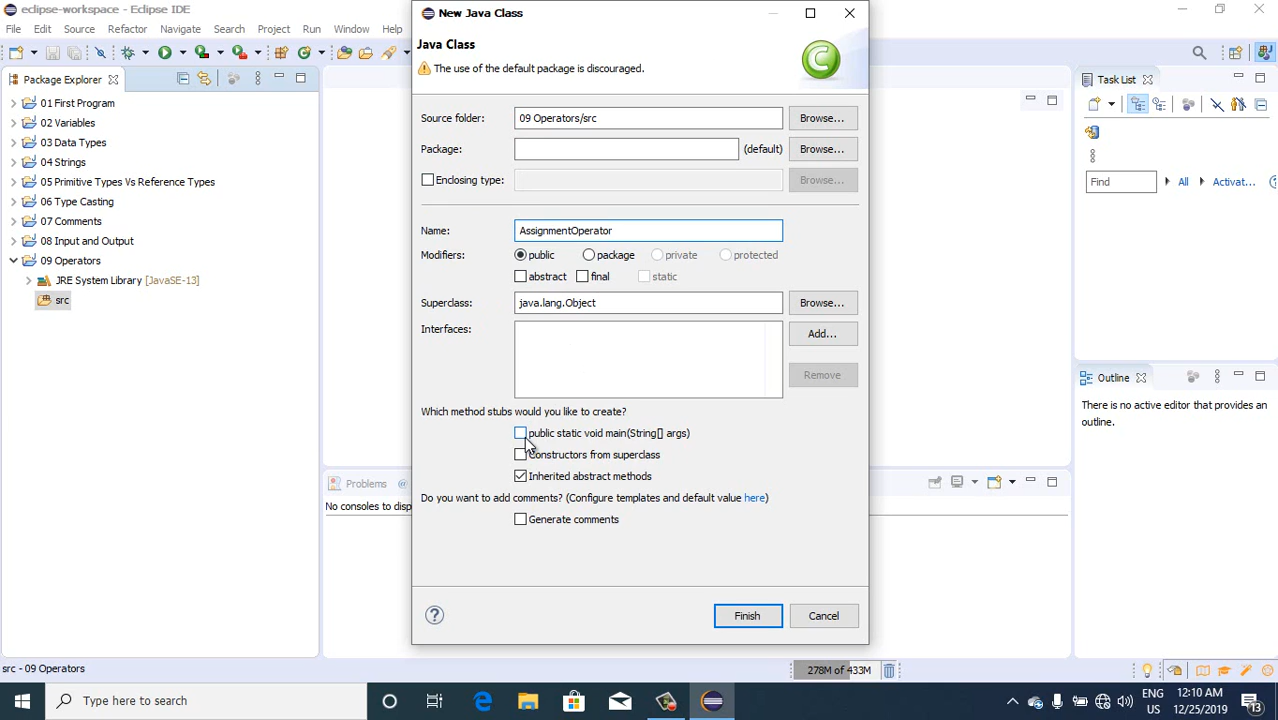 eclipse-workspace - Eclipse IDE
File Edit Source Refactor Navigate Search Project Run Window Help
New Java Class
Java Class
The use of the default package is discouraged.
Package Explorer
01 First Program
02 Variables
03 Data Types
04 Strings
05 Primitive Types Vs Reference Types
06 Type Casting
07 Comments
08 Input and Output
09 Operators
JRE System Library [JavaSE-13]
src
Source folder: 09 Operators/src Browse...
Package: (default) Browse...
Enclosing type: Browse...
Name: AssignmentOperator
Modifiers: public package private protected
abstract final static
Superclass: java.lang.Object Browse...
Interfaces: Add...
Remove
Which method stubs would you like to create?
public static void main(String[] args)
Constructors from superclass
Inherited abstract methods
Do you want to add comments? (Configure templates and default value here)
Generate comments
Finish Cancel
Task List
Find All Activat...
Outline
There is no active editor that provides an
outline.
Problems
No consoles to disp
src - 09 Operators
278M of 433M
Type here to search
ENG
US
12:10 AM
12/25/2019
13